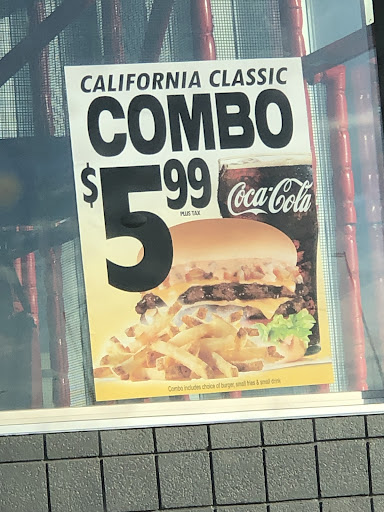 CALIFORNIA CLASSIC
COMBO
$5.99
PLUS TAX
Coca-Cola
Combo includes choice of burger, small fries & small drink